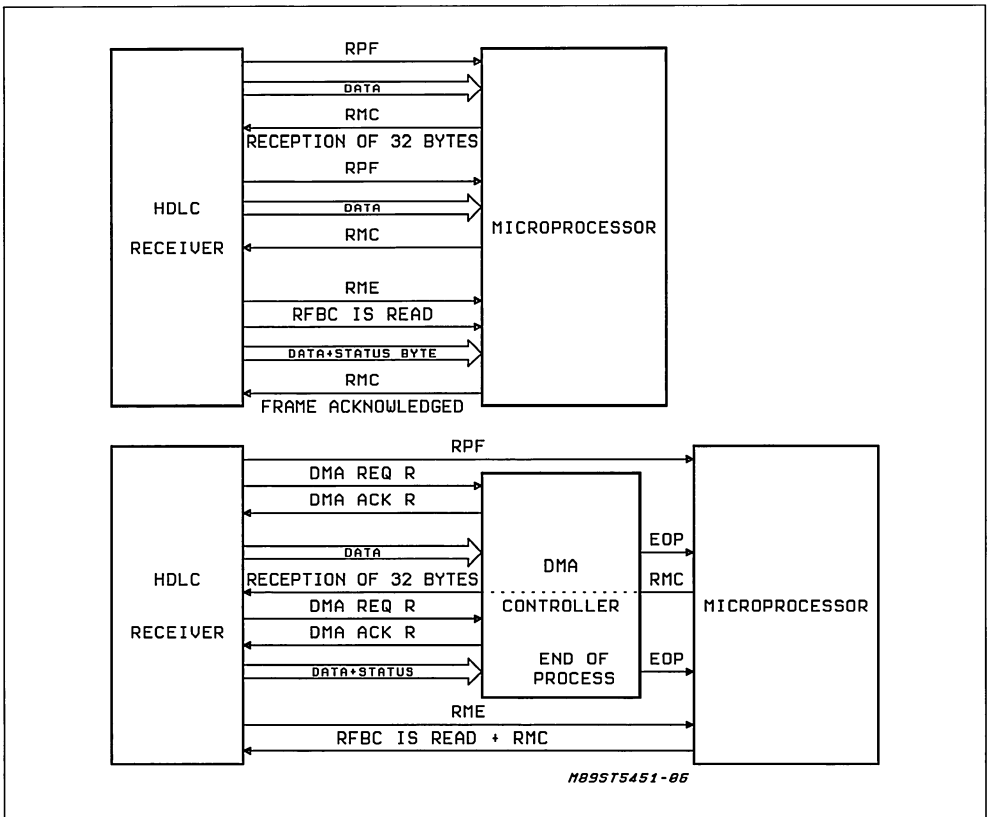 RPF
DATA
RMC
RECEPTION OF 32 BYTES
RPF
HDLC
RECEIVER
DATA
MICROPROCESSOR
RMC
RME
RFBC IS READ
DATA+STATUS BYTE
RMC
FRAME ACKNOWLEDGED
RPF
DMA REQ R
DMA ACK R
DATA
EOP
HDLC
RECEIVER
RECEPTION OF 32 BYTES
DMA
CONTROLLER
RMC
MICROPROCESSOR
DMA REQ R
DMA ACK R
DATA+STATUS
END OF
PROCESS
EOP
RME
RFBC IS READ + RMC
M89ST5451-06